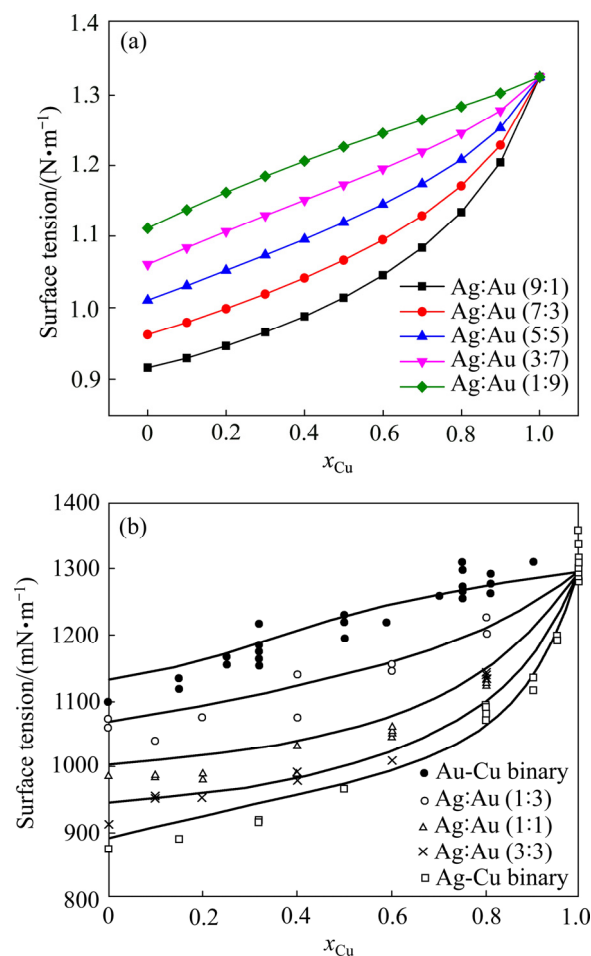 (a)
1.4
1.3
1.2
1.1
1.0
0.9
Surface tension/(N•m⁻¹)
Ag∶Au (9∶1)
Ag∶Au (7∶3)
Ag∶Au (5∶5)
Ag∶Au (3∶7)
Ag∶Au (1∶9)
0 0.2 0.4 0.6 0.8 1.0
xCu
(b)
1400
1300
1200
1100
1000
900
800
Surface tension/(mN•m⁻¹)
Au-Cu binary
Ag∶Au (1∶3)
Ag∶Au (1∶1)
Ag∶Au (3∶3)
Ag-Cu binary
0 0.2 0.4 0.6 0.8 1.0
xCu